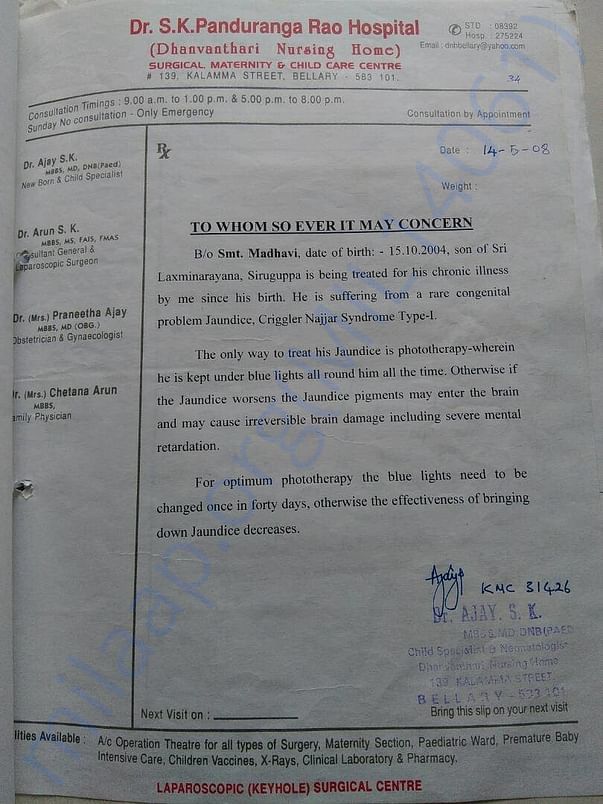 Dr. S.K.Panduranga Rao Hospital
(Dhanvanthari Nursing Home)
SURGICAL, MATERNITY & CHILD CARE CENTRE
# 139, KALAMMA STREET, BELLARY - 583 101.
STD : 08392
Hosp. : 275224
Email : dnhbellary@yahoo.com
34
Consultation Timings : 9.00 a.m. to 1.00 p.m. & 5.00 p.m. to 8.00 p.m.
Sunday No consultation - Only Emergency
Consultation by Appointment
Dr. Ajay S.K.
MBBS, MD, DNB(Paed)
New Born & Child Specialist
Dr. Arun S. K.
MBBS, MS, FAIS, FMAS
sultant General &
Laparoscopic Surgeon
Dr. (Mrs.) Praneetha Ajay
MBBS, MD (OBG.)
Obstetrician & Gynaecologist
r. (Mrs.) Chetana Arun
MBBS,
amily Physician
Rx
Date : 14-5-08
Weight :
TO WHOM SO EVER IT MAY CONCERN
B/o Smt. Madhavi, date of birth: - 15.10.2004, son of Sri
Laxminarayana, Siruguppa is being treated for his chronic illness
by me since his birth. He is suffering from a rare congenital
problem Jaundice, Criggler Najjar Syndrome Type-I.
The only way to treat his Jaundice is phototherapy-wherein
he is kept under blue lights all round him all the time. Otherwise if
the Jaundice worsens the Jaundice pigments may enter the brain
and may cause irreversible brain damage including severe mental
retardation.
For optimum phototherapy the blue lights need to be
changed once in forty days, otherwise the effectiveness of bringing
down Jaundice decreases.
KMC 31426
Dr. AJAY. S. K.
MBBS,MD,DNB(PAED
Child Specialist & Neonatologist
Dhanvanthari Nursing Home
139, KALAMMA STREET,
BELLARY - 583 101
Next Visit on :
Bring this slip on your next visit
lities Available : A/c Operation Theatre for all types of Surgery, Maternity Section, Paediatric Ward, Premature Baby
Intensive Care, Children Vaccines, X-Rays, Clinical Laboratory & Pharmacy.
LAPAROSCOPIC (KEYHOLE) SURGICAL CENTRE